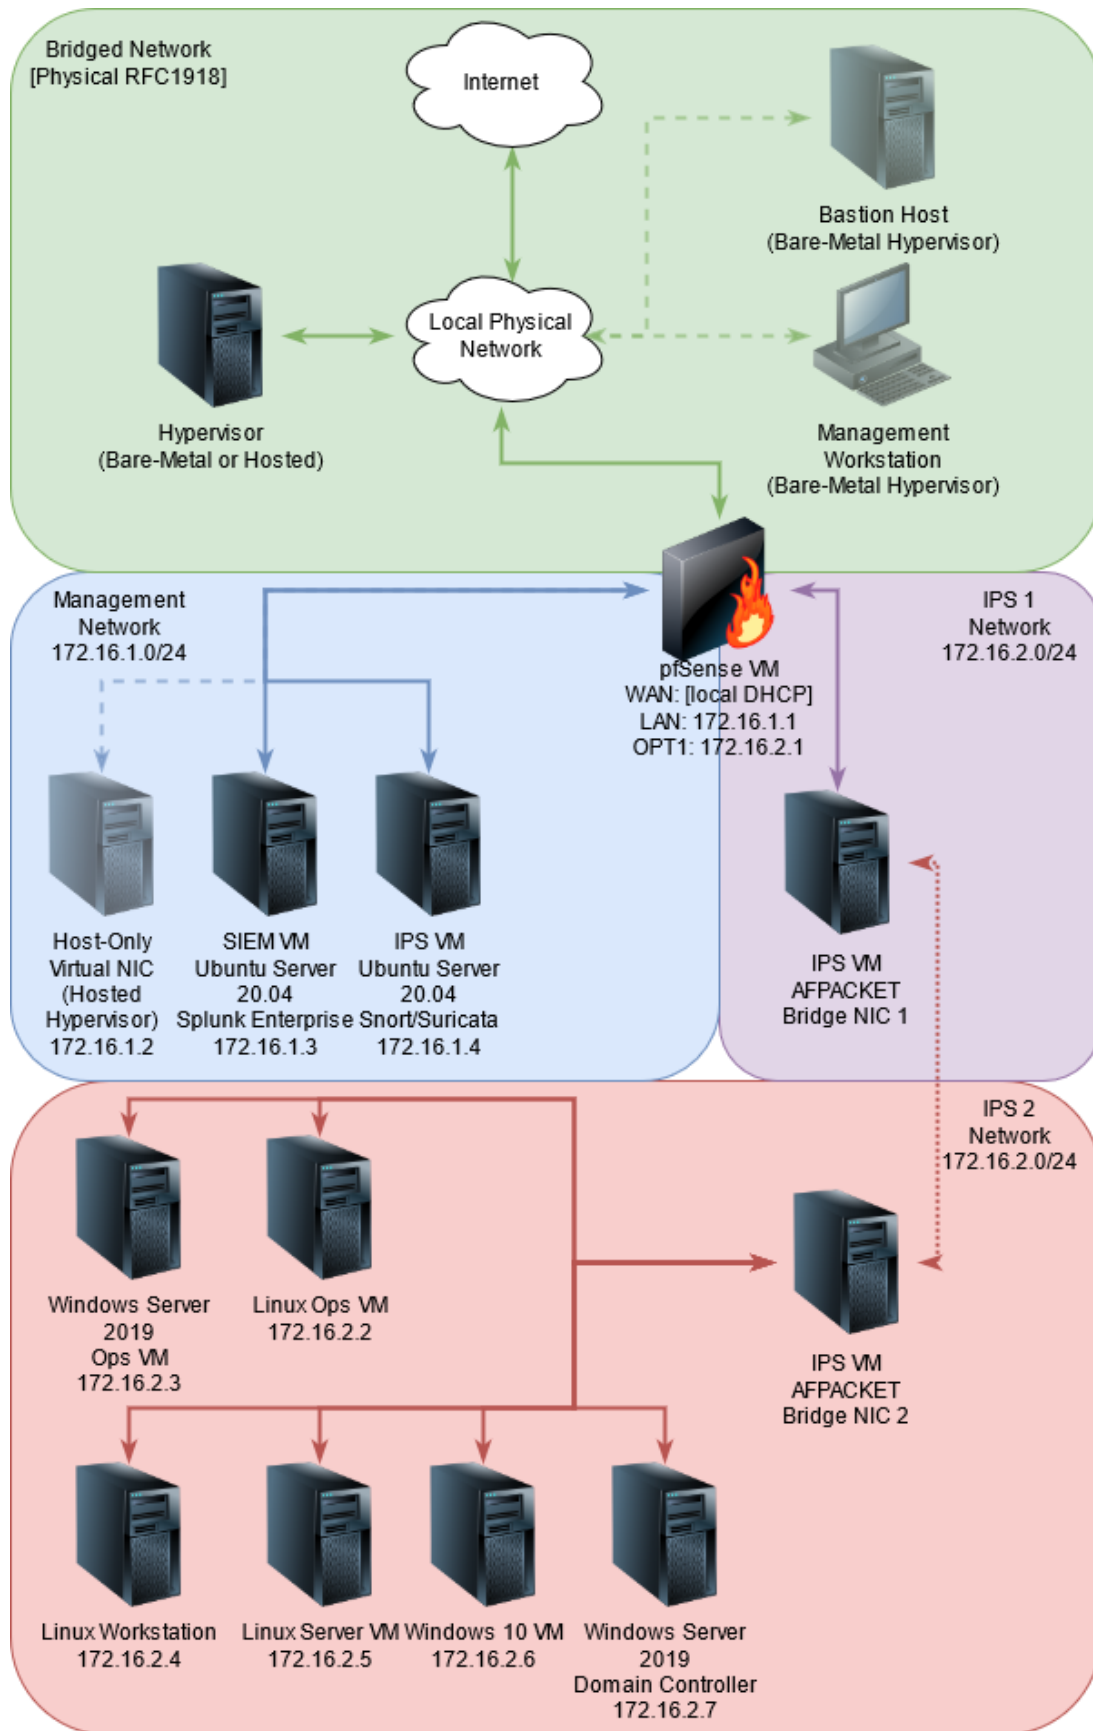 Bridged Network
[Physical RFC1918]
Internet
Bastion Host
(Bare-Metal Hypervisor)
Local Physical
Network
Hypervisor
(Bare-Metal or Hosted)
Management
Workstation
(Bare-Metal Hypervisor)
Management
Network
172.16.1.0/24
IPS 1
Network
172.16.2.0/24
pfSense VM
WAN: [local DHCP]
LAN: 172.16.1.1
OPT1: 172.16.2.1
Host-Only
Virtual NIC
(Hosted
Hypervisor)
172.16.1.2
SIEM VM
Ubuntu Server
20.04
Splunk Enterprise
172.16.1.3
IPS VM
Ubuntu Server
20.04
Snort/Suricata
172.16.1.4
IPS VM
AFPACKET
Bridge NIC 1
IPS 2
Network
172.16.2.0/24
Windows Server
2019
Ops VM
172.16.2.3
Linux Ops VM
172.16.2.2
IPS VM
AFPACKET
Bridge NIC 2
Linux Workstation
172.16.2.4
Linux Server VM
172.16.2.5
Windows 10 VM
172.16.2.6
Windows Server
2019
Domain Controller
172.16.2.7